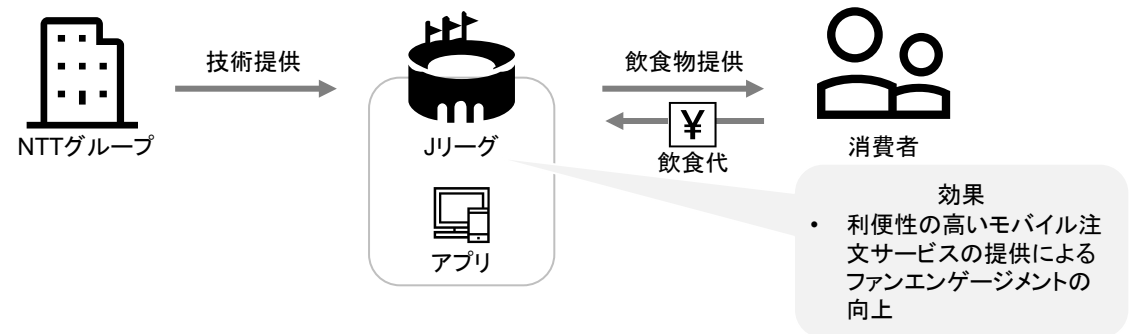 技術提供
飲食物提供
¥
NTTグループ
Jリーグ
飲食代
消費者
アプリ
効果
• 利便性の高いモバイル注
文サービスの提供による
ファンエンゲージメントの
向上